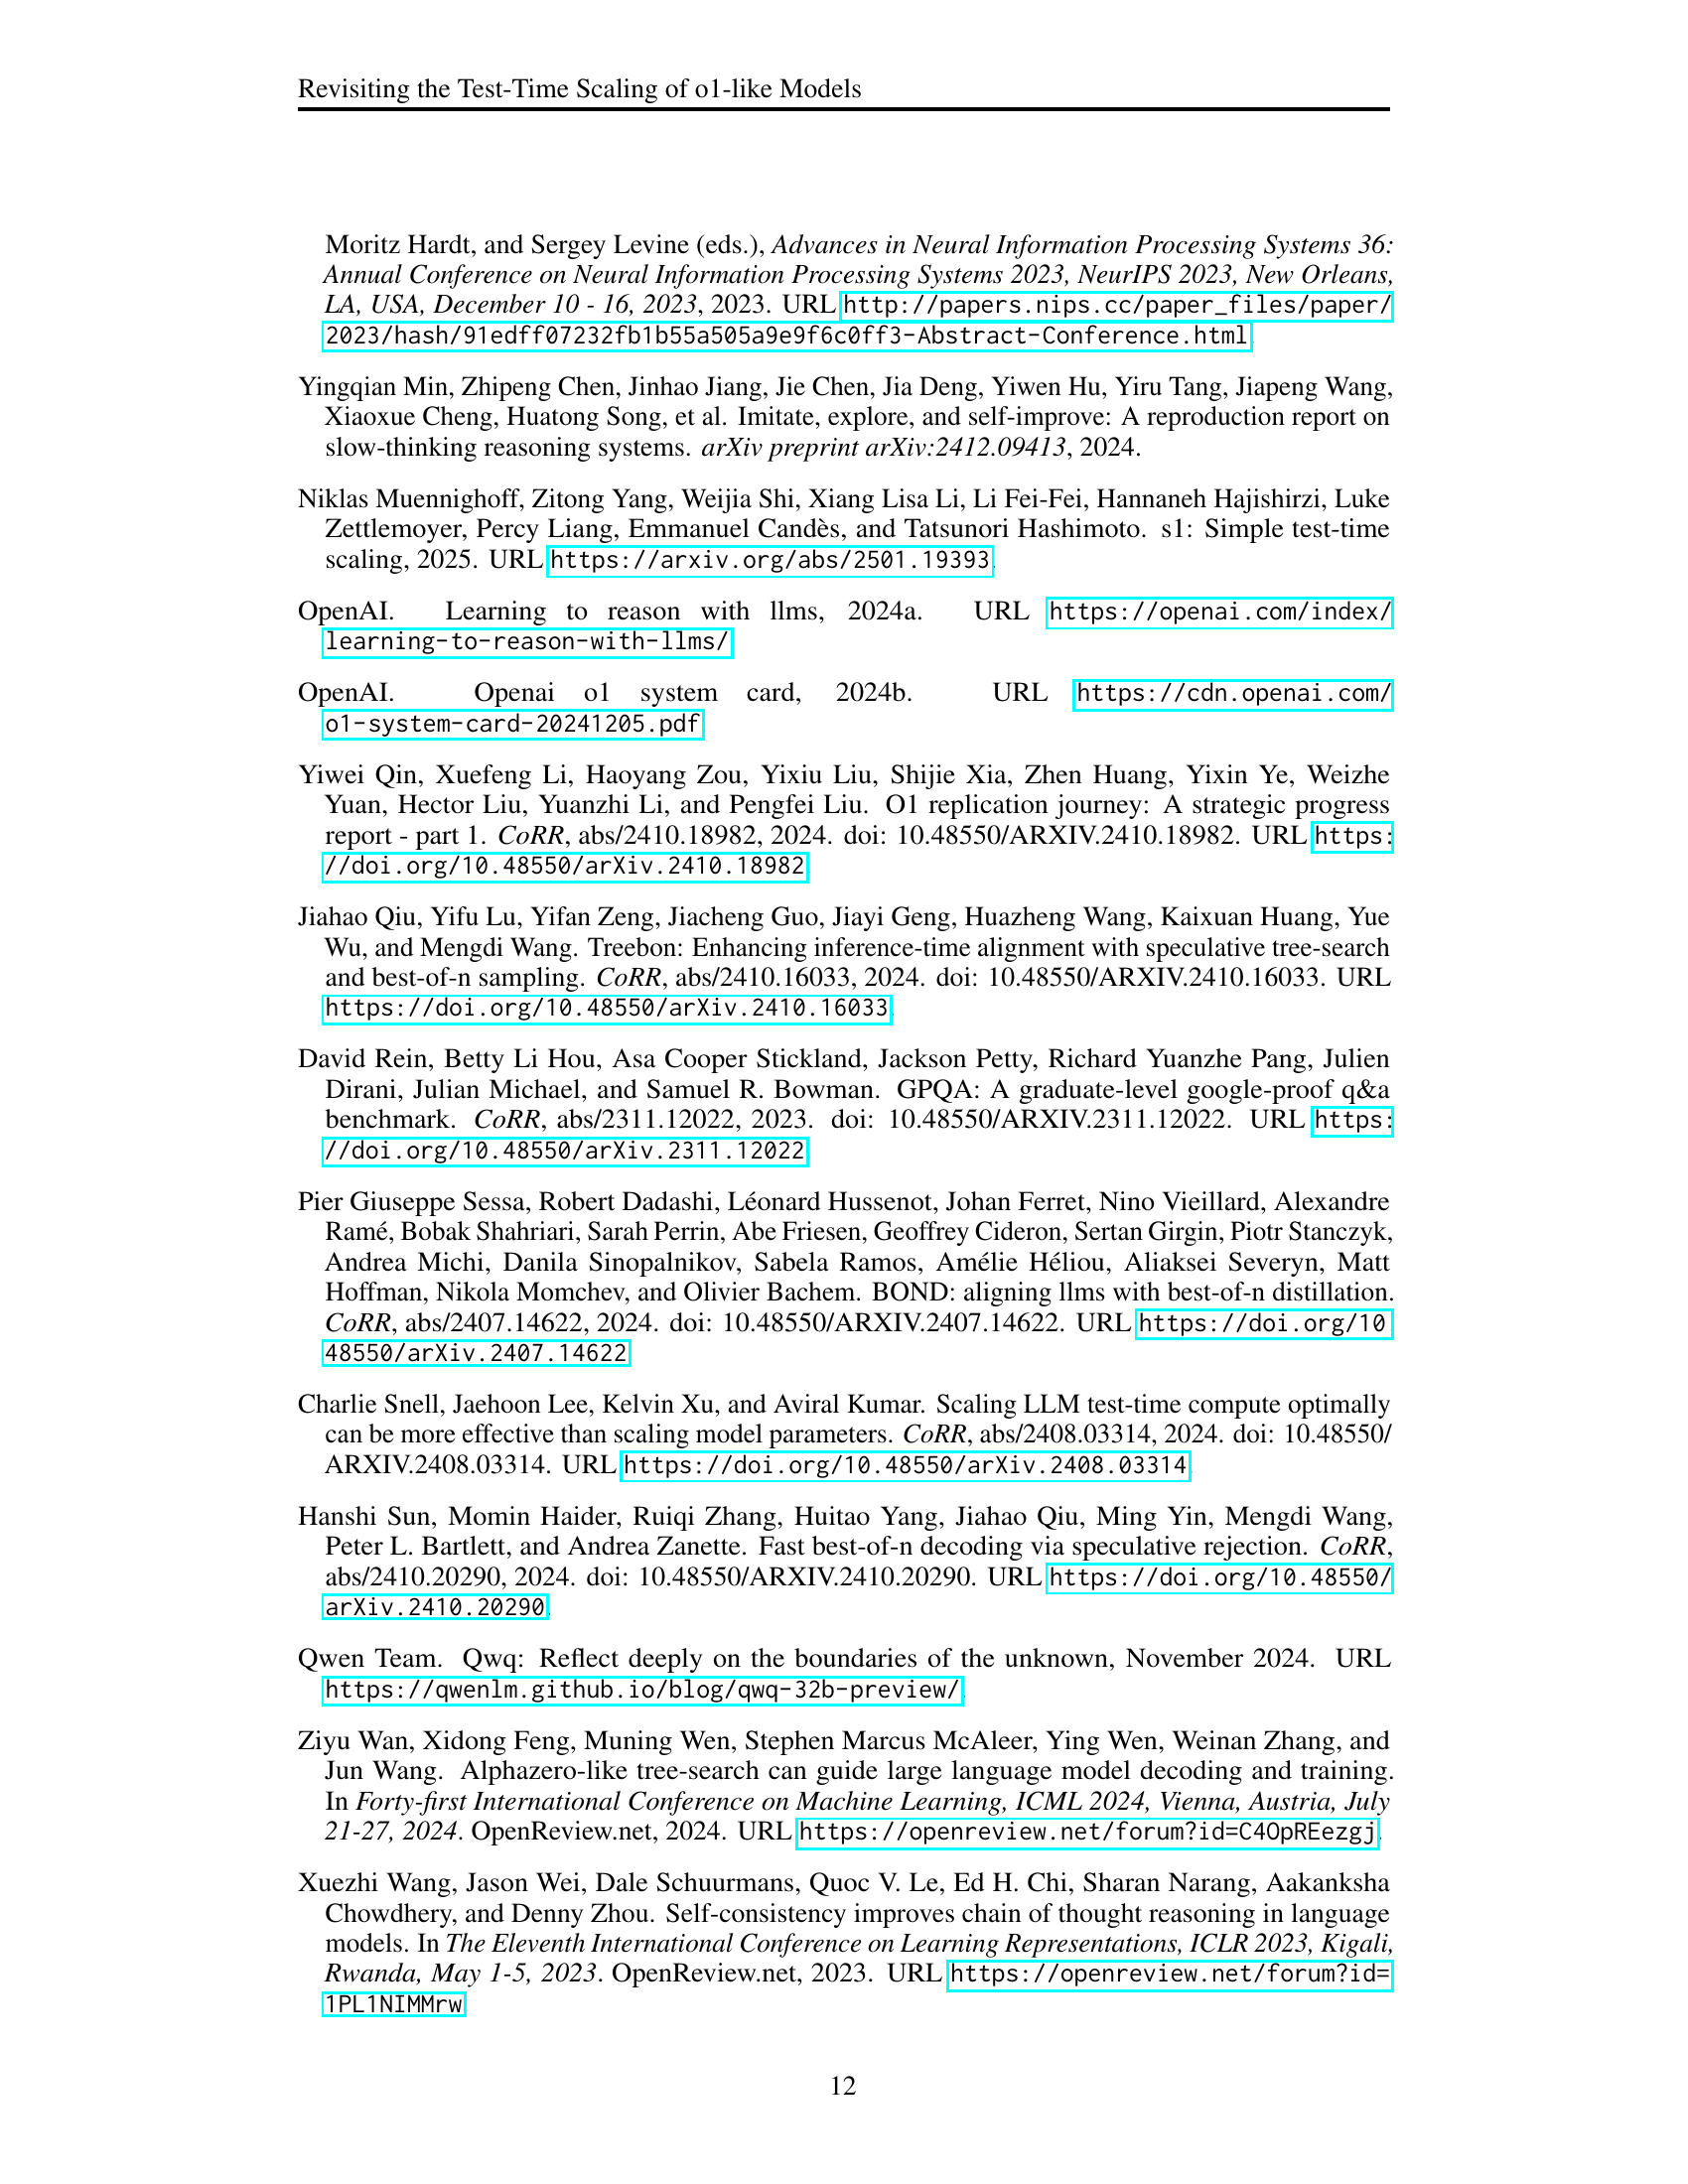 Revisiting the Test-Time Scaling of o1-like Models
Moritz Hardt, and Sergey Levine (eds.), Advances in Neural Information Processing Systems 36:
Annual Conference on Neural Information Processing Systems 2023, NeurIPS 2023, New Orleans,
LA, USA, December 10 - 16, 2023, 2023. URL http://papers.nips.cc/paper_files/paper/
2023/hash/91edff07232fb1b55a505a9e9f6c0ff3-Abstract-Conference.html.
Yingqian Min, Zhipeng Chen, Jinhao Jiang, Jie Chen, Jia Deng, Yiwen Hu, Yiru Tang, Jiapeng Wang,
Xiaoxue Cheng, Huatong Song, et al. Imitate, explore, and self-improve: A reproduction report on
slow-thinking reasoning systems. arXiv preprint arXiv:2412.09413, 2024.
Niklas Muennighoff, Zitong Yang, Weijia Shi, Xiang Lisa Li, Li Fei-Fei, Hannaneh Hajishirzi, Luke
Zettlemoyer, Percy Liang, Emmanuel Candès, and Tatsunori Hashimoto. s1: Simple test-time
scaling, 2025. URL https://arxiv.org/abs/2501.19393.
OpenAI. Learning to reason with llms, 2024a. URL https://openai.com/index/
learning-to-reason-with-llms/.
OpenAI. Openai o1 system card, 2024b. URL https://cdn.openai.com/
o1-system-card-20241205.pdf.
Yiwei Qin, Xuefeng Li, Haoyang Zou, Yixiu Liu, Shijie Xia, Zhen Huang, Yixin Ye, Weizhe
Yuan, Hector Liu, Yuanzhi Li, and Pengfei Liu. O1 replication journey: A strategic progress
report - part 1. CoRR, abs/2410.18982, 2024. doi: 10.48550/ARXIV.2410.18982. URL https:
//doi.org/10.48550/arXiv.2410.18982.
Jiahao Qiu, Yifu Lu, Yifan Zeng, Jiacheng Guo, Jiayi Geng, Huazheng Wang, Kaixuan Huang, Yue
Wu, and Mengdi Wang. Treebon: Enhancing inference-time alignment with speculative tree-search
and best-of-n sampling. CoRR, abs/2410.16033, 2024. doi: 10.48550/ARXIV.2410.16033. URL
https://doi.org/10.48550/arXiv.2410.16033.
David Rein, Betty Li Hou, Asa Cooper Stickland, Jackson Petty, Richard Yuanzhe Pang, Julien
Dirani, Julian Michael, and Samuel R. Bowman. GPQA: A graduate-level google-proof q&a
benchmark. CoRR, abs/2311.12022, 2023. doi: 10.48550/ARXIV.2311.12022. URL https:
//doi.org/10.48550/arXiv.2311.12022.
Pier Giuseppe Sessa, Robert Dadashi, Léonard Hussenot, Johan Ferret, Nino Vieillard, Alexandre
Ramé, Bobak Shahriari, Sarah Perrin, Abe Friesen, Geoffrey Cideron, Sertan Girgin, Piotr Stanczyk,
Andrea Michi, Danila Sinopalnikov, Sabela Ramos, Amélie Héliou, Aliaksei Severyn, Matt
Hoffman, Nikola Momchev, and Olivier Bachem. BOND: aligning llms with best-of-n distillation.
CoRR, abs/2407.14622, 2024. doi: 10.48550/ARXIV.2407.14622. URL https://doi.org/10
48550/arXiv.2407.14622.
Charlie Snell, Jaehoon Lee, Kelvin Xu, and Aviral Kumar. Scaling LLM test-time compute optimally
can be more effective than scaling model parameters. CoRR, abs/2408.03314, 2024. doi: 10.48550/
ARXIV.2408.03314. URL https://doi.org/10.48550/arXiv.2408.03314.
Hanshi Sun, Momin Haider, Ruiqi Zhang, Huitao Yang, Jiahao Qiu, Ming Yin, Mengdi Wang,
Peter L. Bartlett, and Andrea Zanette. Fast best-of-n decoding via speculative rejection. CoRR,
abs/2410.20290, 2024. doi: 10.48550/ARXIV.2410.20290. URL https://doi.org/10.48550/
arXiv.2410.20290.
Qwen Team. Qwq: Reflect deeply on the boundaries of the unknown, November 2024. URL
https://qwenlm.github.io/blog/qwq-32b-preview/.
Ziyu Wan, Xidong Feng, Muning Wen, Stephen Marcus McAleer, Ying Wen, Weinan Zhang, and
Jun Wang. Alphazero-like tree-search can guide large language model decoding and training.
In Forty-first International Conference on Machine Learning, ICML 2024, Vienna, Austria, July
21-27, 2024. OpenReview.net, 2024. URL https://openreview.net/forum?id=C4OpREezgj.
Xuezhi Wang, Jason Wei, Dale Schuurmans, Quoc V. Le, Ed H. Chi, Sharan Narang, Aakanksha
Chowdhery, and Denny Zhou. Self-consistency improves chain of thought reasoning in language
models. In The Eleventh International Conference on Learning Representations, ICLR 2023, Kigali,
Rwanda, May 1-5, 2023. OpenReview.net, 2023. URL https://openreview.net/forum?id=
1PL1NIMMrw.
12